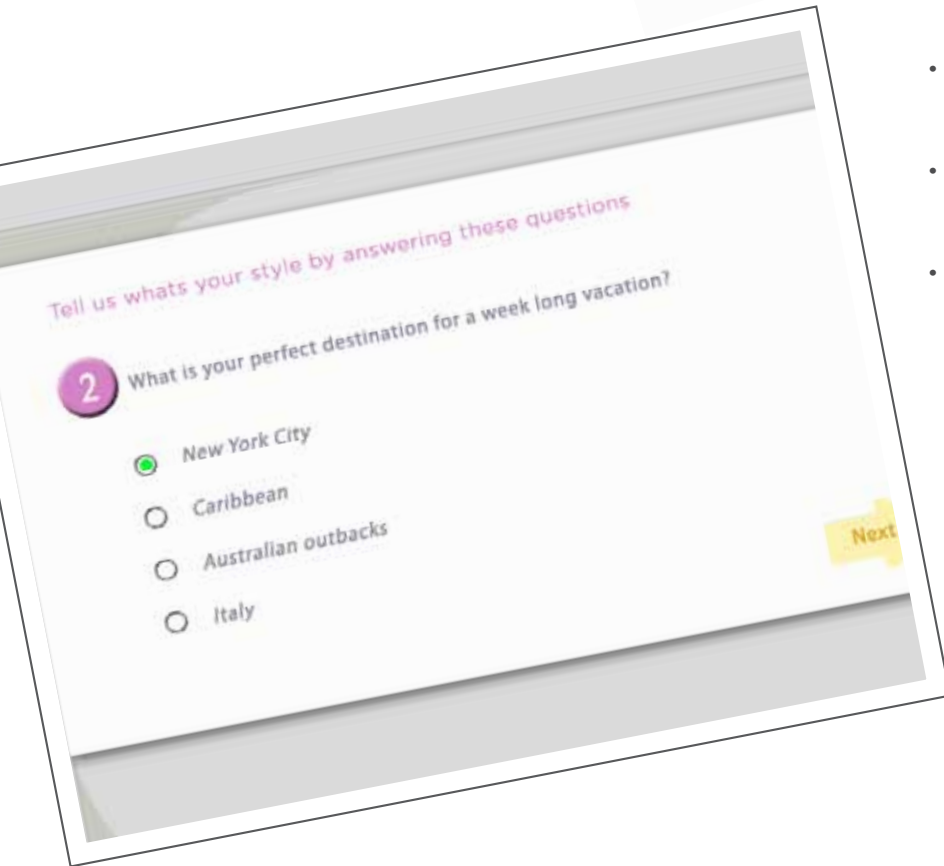 Tell us whats your style by answering these questions
2 What is your perfect destination for a week long vacation?
New York City
Caribbean
Australian outbacks
Italy
Next